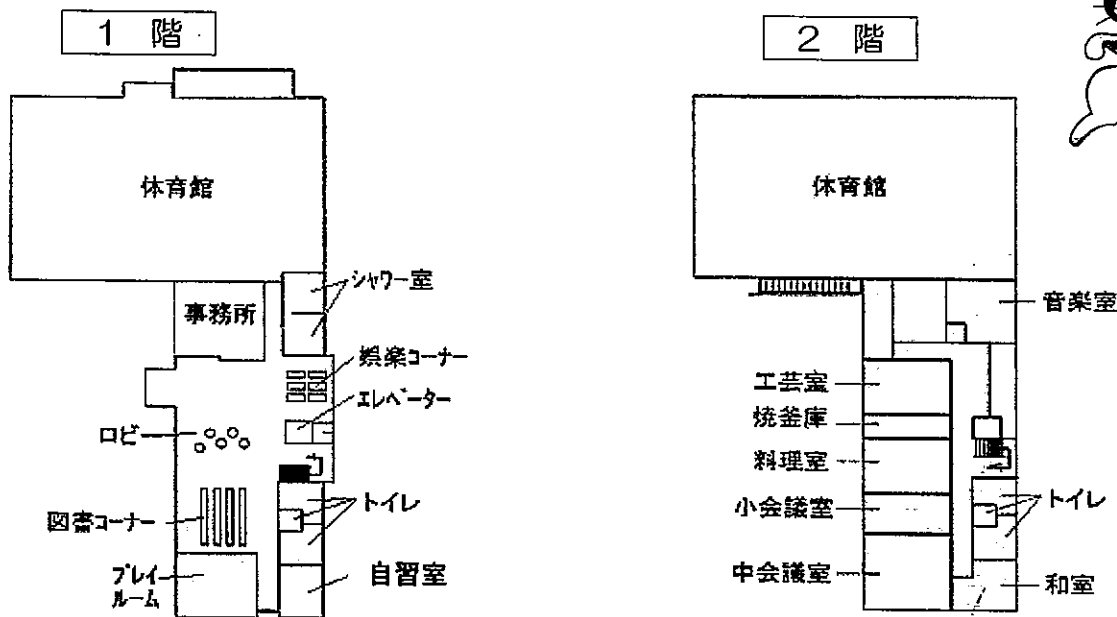 1 階
体育館
シャワー室
事務所
娯楽コーナー
エレベーター
ロビー
トイレ
図書コーナー
プレイ
ルーム
自習室
2 階
体育館
音楽室
工芸室
焼釜庫
料理室
小会議室
トイレ
中会議室
和室